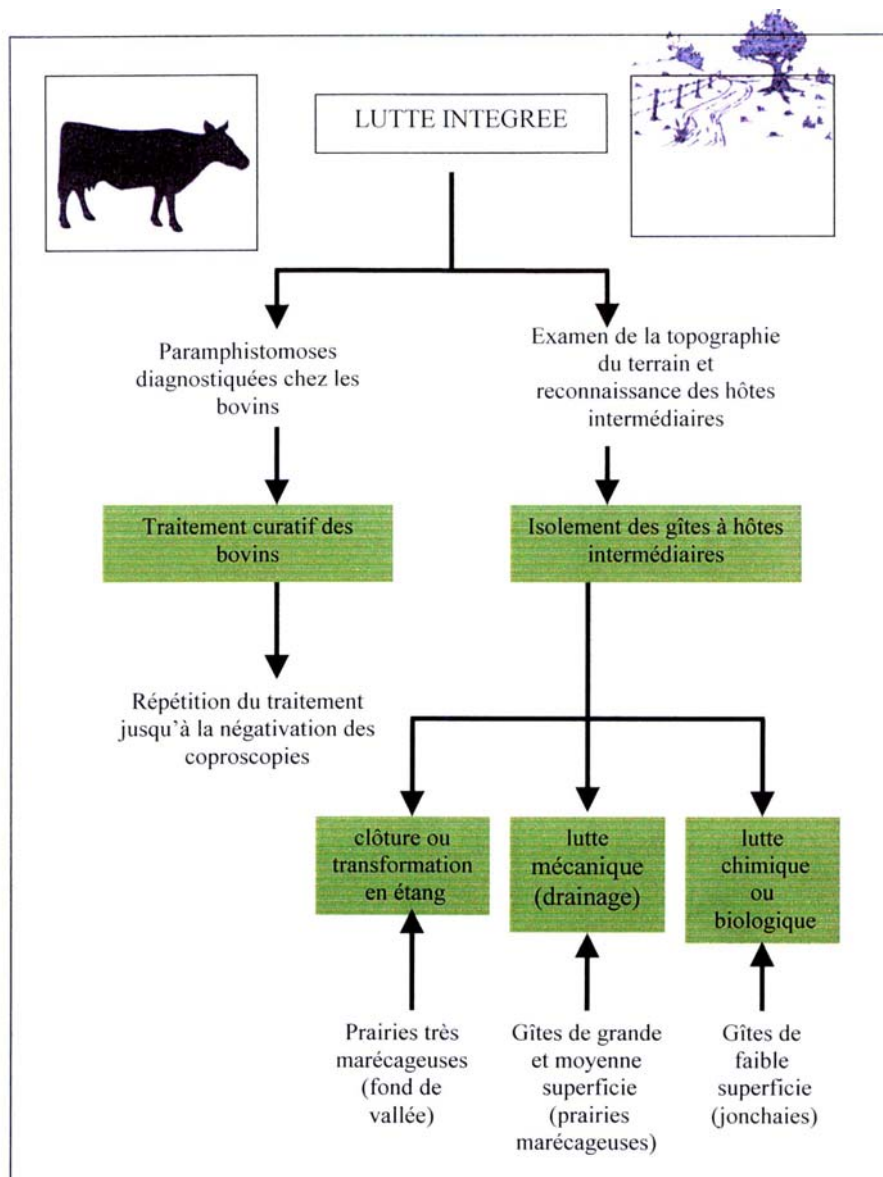 LUTTE INTEGREE
Paramphistomoses
diagnostiquées chez les
bovins
Examen de la topographie
du terrain et
reconnaissance des hôtes
intermédiaires
Traitement curatif des
bovins
Isolement des gîtes à hôtes
intermédiaires
Répétition du traitement
jusqu'à la négativation des
coproscopies
clôture ou
transformation
en étang
lutte
mécanique
(drainage)
lutte
chimique
ou
biologique
Prairies très
marécageuses
(fond de
vallée)
Gîtes de grande
et moyenne
superficie
(prairies
marécageuses)
Gîtes de
faible
superficie
(jonchaies)